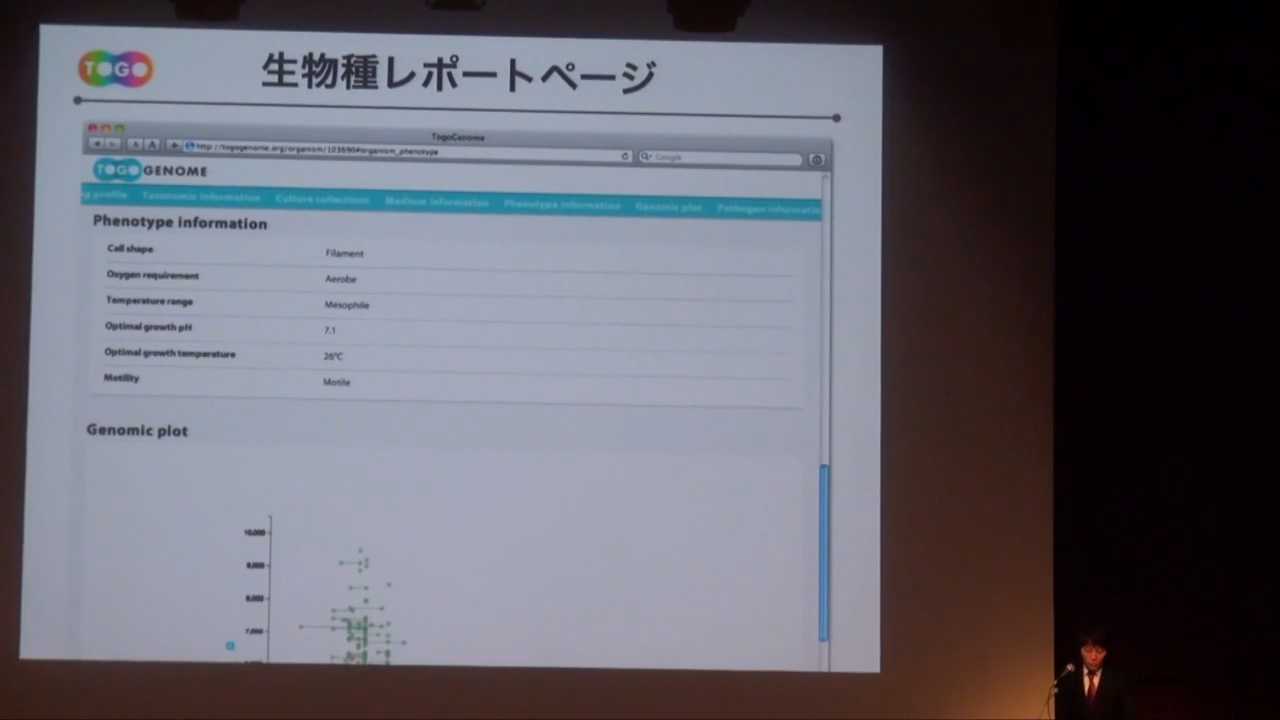 TOGO
生物種レポートページ
TogoGenome
A A + http://togogenome.org/organism/103690#organism_phenotype Google
TOGO GENOME
g profile Taxonomic information Culture collections Medium information Phenotype information Genomic plot Pathogen informatio
Phenotype information
Cell shape Filament
Oxygen requirement Aerobe
Temperature range Mesophile
Optimal growth pH 7.1
Optimal growth temperature 26°C
Motility Motile
Genomic plot
10,000
9,000
8,000
7,000